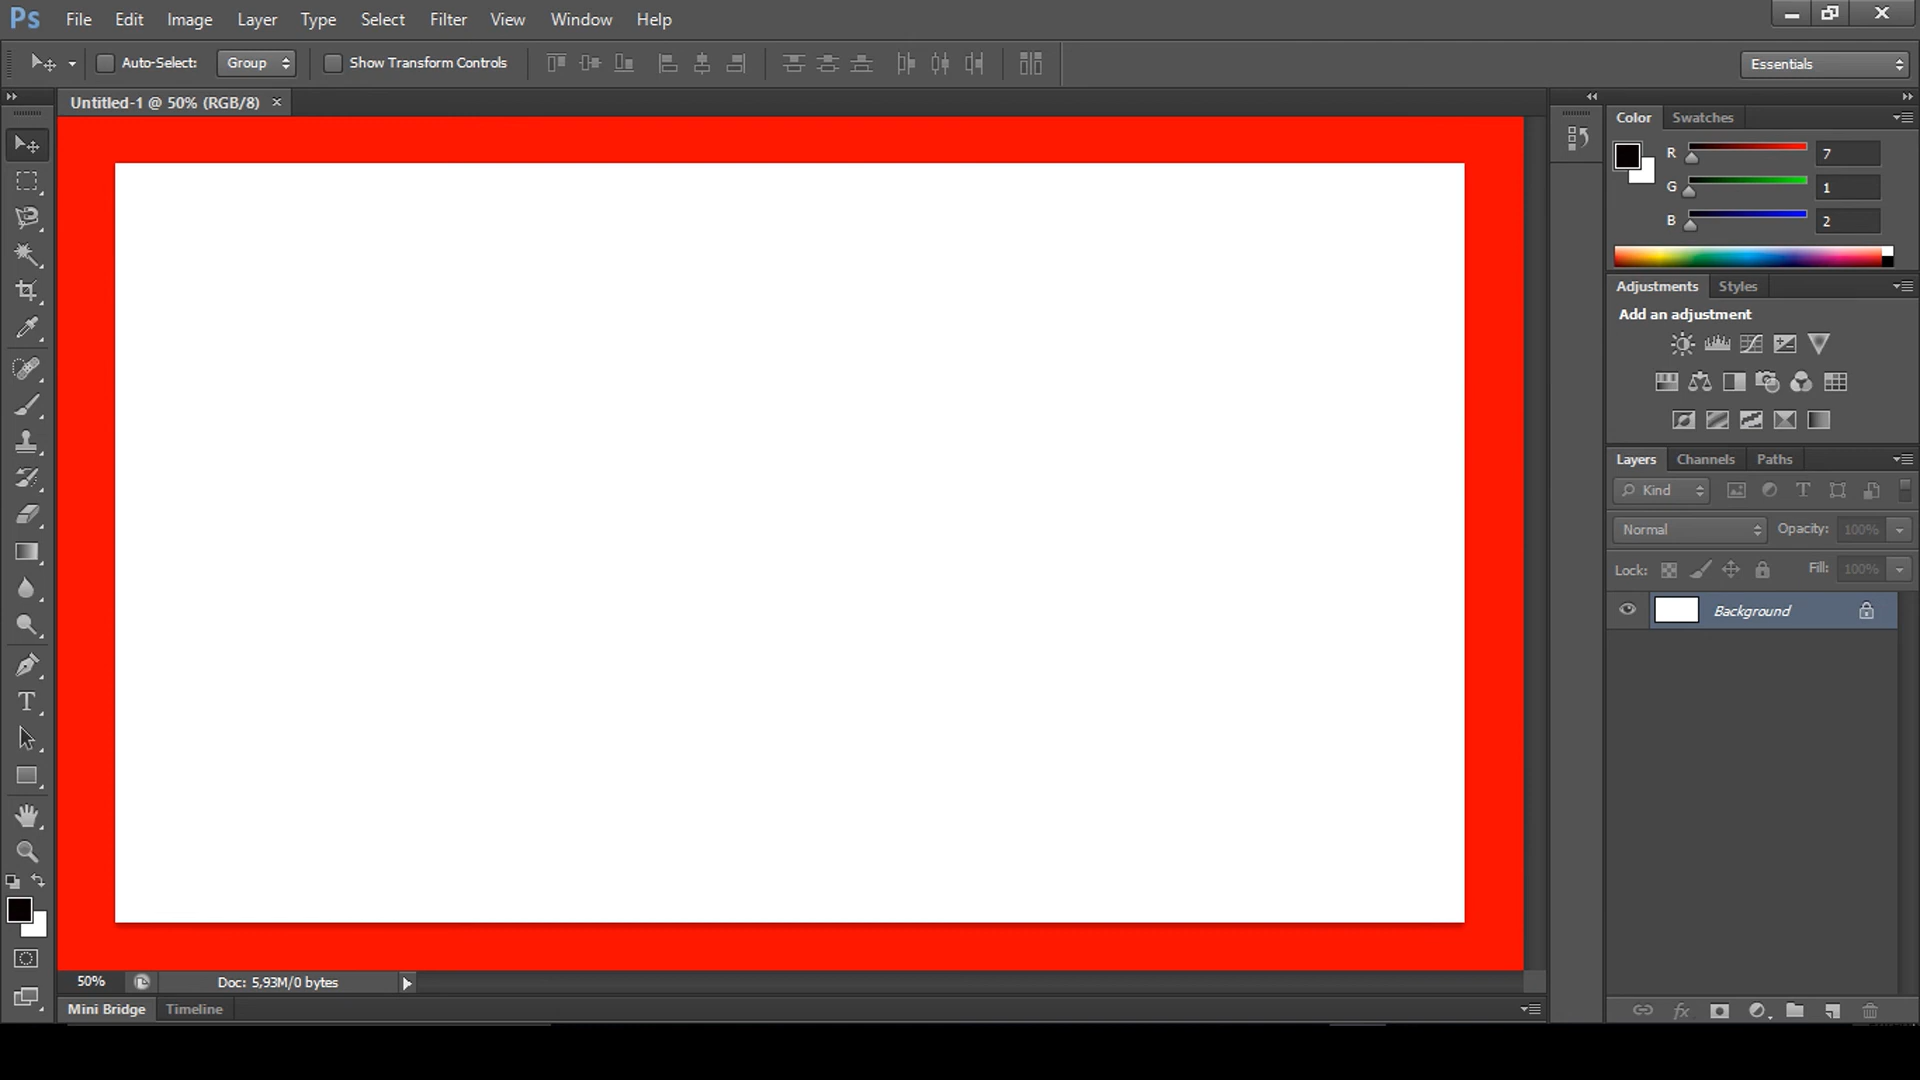 Ps File Edit Image Layer Type Select Filter View Window Help
Auto-Select: Group Show Transform Controls Essentials
Untitled-1 @ 50% (RGB/8) ×
Color Swatches
R 7
G 1
B 2
Adjustments Styles
Add an adjustment
Layers Channels Paths
Kind
Normal Opacity: 100%
Lock: Fill: 100%
Background
50% Doc: 5,93M/0 bytes
Mini Bridge Timeline